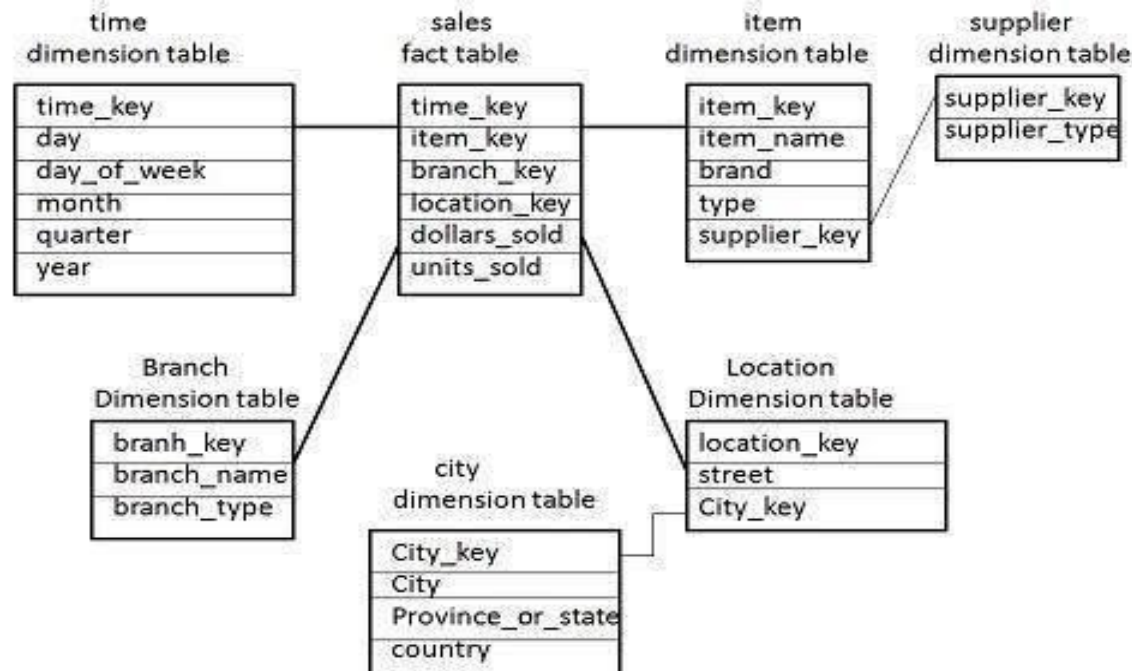 time
dimension table
time_key
day
day_of_week
month
quarter
year
sales
fact table
time_key
item_key
branch_key
location_key
dollars_sold
units_sold
item
dimension table
item_key
item_name
brand
type
supplier_key
supplier
dimension table
supplier_key
supplier_type
Branch
Dimension table
branh_key
branch_name
branch_type
city
dimension table
City_key
City
Province_or_state
country
Location
Dimension table
location_key
street
City_key